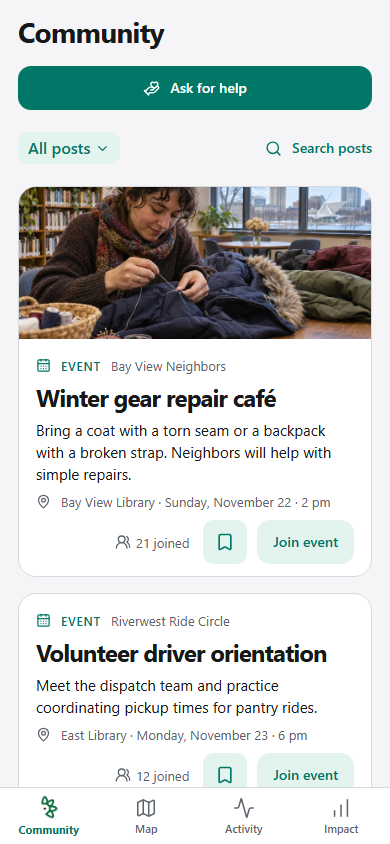 Community
Ask for help
All posts
Search posts
EVENT Bay View Neighbors
Winter gear repair café
Bring a coat with a torn seam or a backpack
with a broken strap. Neighbors will help with
simple repairs.
Bay View Library · Sunday, November 22 · 2 pm
21 joined
Join event
EVENT Riverwest Ride Circle
Volunteer driver orientation
Meet the dispatch team and practice
coordinating pickup times for pantry rides.
East Library · Monday, November 23 · 6 pm
12 joined
Join event
Community
Map
Activity
Impact